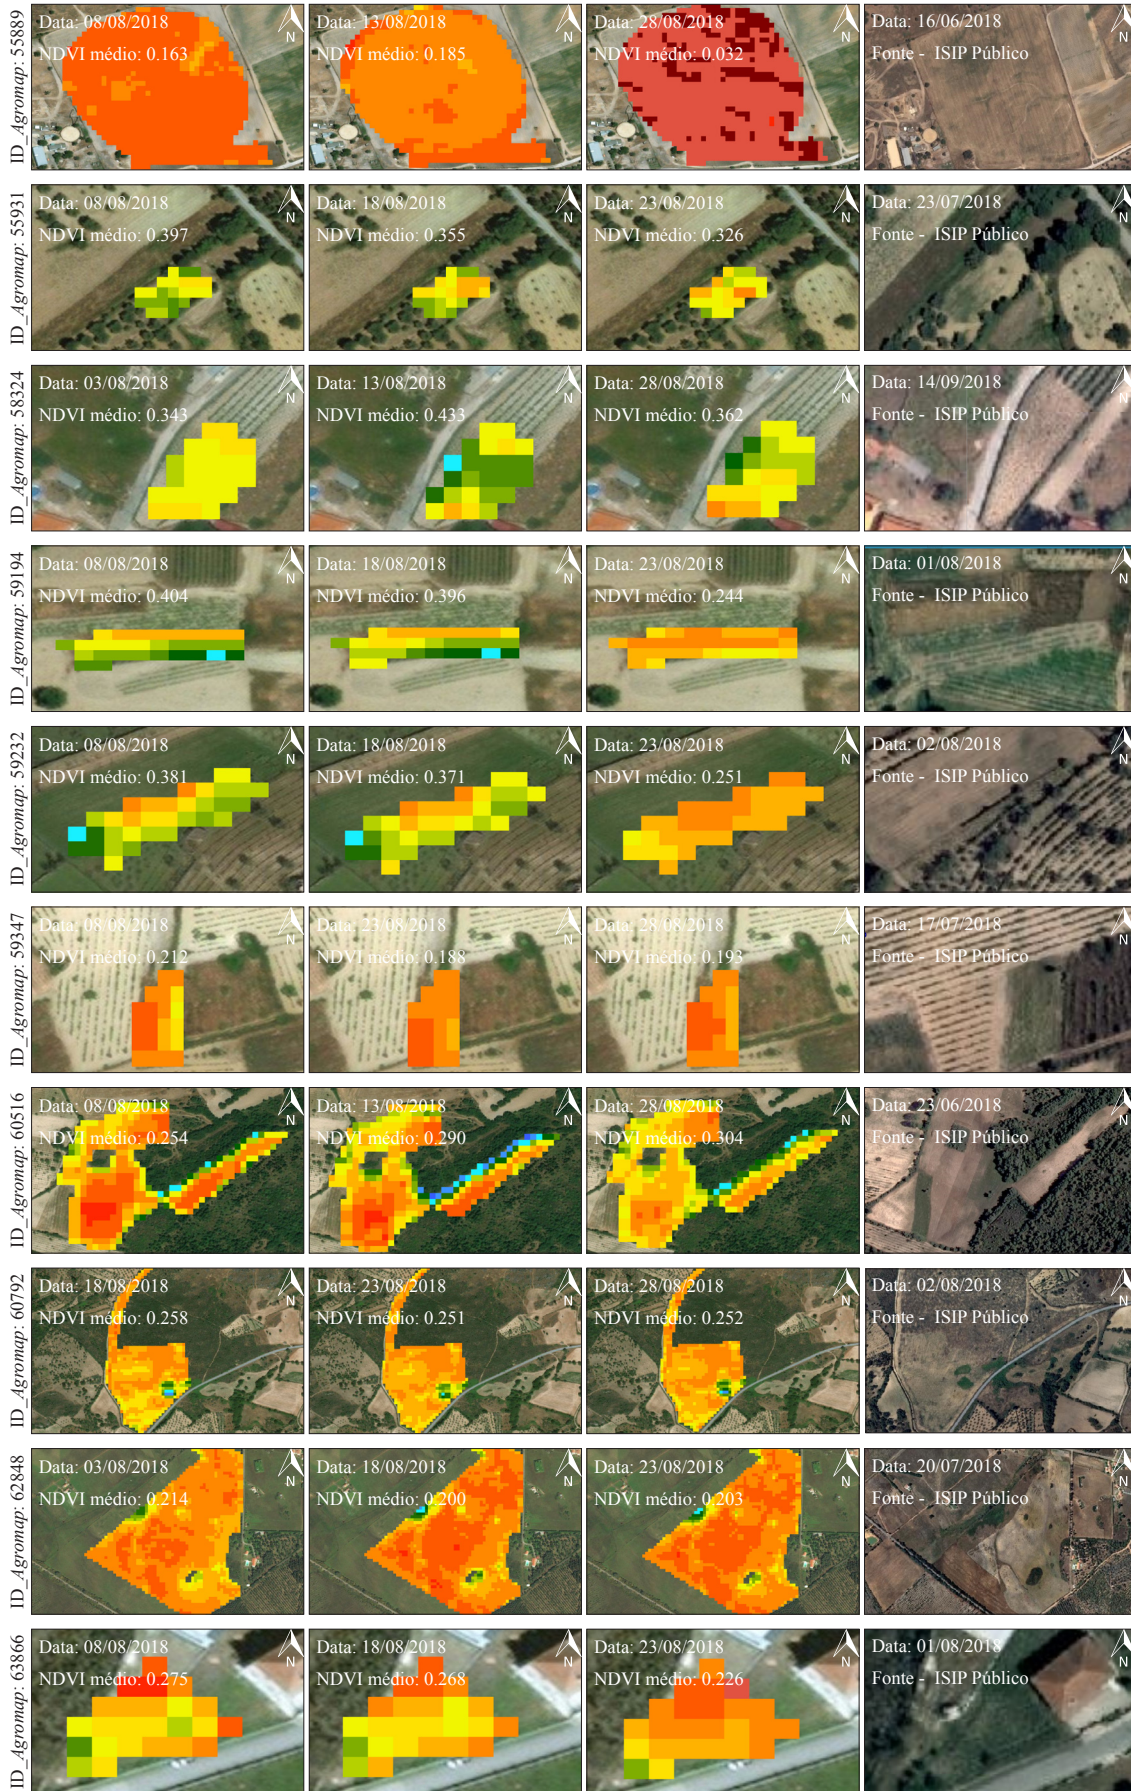 ID_Agromap: 55889
Data: 08/08/2018
NDVI médio: 0.163
N
Data: 13/08/2018
NDVI médio: 0.185
N
Data: 28/08/2018
NDVI médio: 0.032
N
Data: 16/06/2018
Fonte - ISIP Público
ID_Agromap: 55931
Data: 08/08/2018
NDVI médio: 0.397
N
Data: 18/08/2018
NDVI médio: 0.355
N
Data: 23/08/2018
NDVI médio: 0.326
N
Data: 23/07/2018
Fonte - ISIP Público
ID_Agromap: 58324
Data: 03/08/2018
NDVI médio: 0.343
N
Data: 13/08/2018
NDVI médio: 0.433
N
Data: 28/08/2018
NDVI médio: 0.362
N
Data: 14/09/2018
Fonte - ISIP Público
ID_Agromap: 59194
Data: 08/08/2018
NDVI médio: 0.404
N
Data: 18/08/2018
NDVI médio: 0.396
N
Data: 23/08/2018
NDVI médio: 0.244
N
Data: 01/08/2018
Fonte - ISIP Público
ID_Agromap: 59232
Data: 08/08/2018
NDVI médio: 0.381
N
Data: 18/08/2018
NDVI médio: 0.371
N
Data: 23/08/2018
NDVI médio: 0.251
N
Data: 02/08/2018
Fonte - ISIP Público
ID_Agromap: 59347
Data: 08/08/2018
NDVI médio: 0.212
N
Data: 23/08/2018
NDVI médio: 0.188
N
Data: 28/08/2018
NDVI médio: 0.193
N
Data: 17/07/2018
Fonte - ISIP Público
ID_Agromap: 60516
Data: 08/08/2018
NDVI médio: 0.254
N
Data: 13/08/2018
NDVI médio: 0.290
N
Data: 28/08/2018
NDVI médio: 0.304
N
Data: 23/06/2018
Fonte - ISIP Público
ID_Agromap: 60792
Data: 18/08/2018
NDVI médio: 0.258
N
Data: 23/08/2018
NDVI médio: 0.251
N
Data: 28/08/2018
NDVI médio: 0.252
N
Data: 02/08/2018
Fonte - ISIP Público
ID_Agromap: 62848
Data: 03/08/2018
NDVI médio: 0.214
N
Data: 18/08/2018
NDVI médio: 0.200
N
Data: 23/08/2018
NDVI médio: 0.203
N
Data: 20/07/2018
Fonte - ISIP Público
ID_Agromap: 63866
Data: 08/08/2018
NDVI médio: 0.275
N
Data: 18/08/2018
NDVI médio: 0.268
N
Data: 23/08/2018
NDVI médio: 0.226
N
Data: 01/08/2018
Fonte - ISIP Público